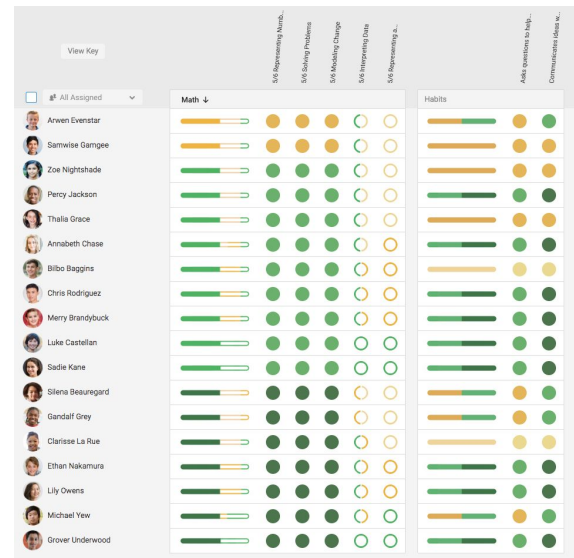 5/6 Representing Numb...
5/6 Solving Problems
5/6 Modeling Change
5/6 Interpreting Data
5/6 Representing a...
Asks questions to help...
Communicates ideas w...
View Key
All Assigned
Math ↓
Habits
Arwen Evenstar
Samwise Gamgee
Zoe Nightshade
Percy Jackson
Thalia Grace
Annabeth Chase
Bilbo Baggins
Chris Rodriguez
Merry Brandybuck
Luke Castellan
Sadie Kane
Silena Beauregard
Gandalf Grey
Clarisse La Rue
Ethan Nakamura
Lily Owens
Michael Yew
Grover Underwood